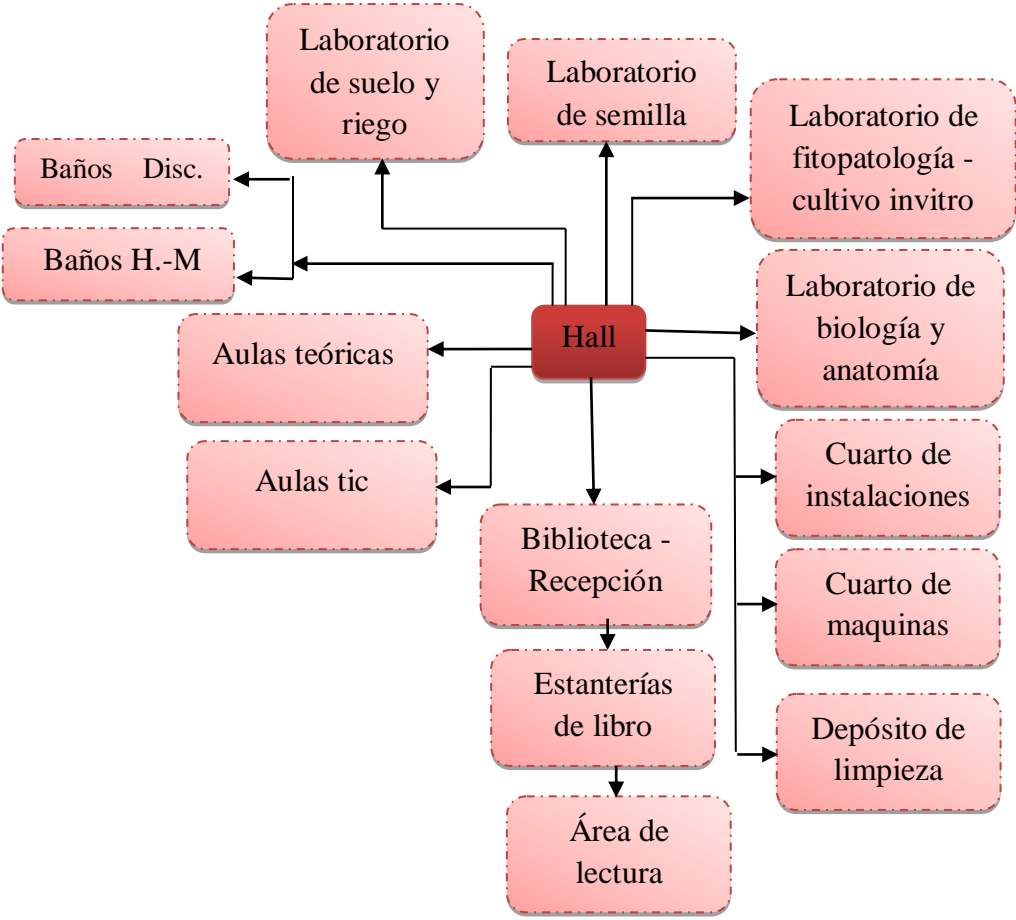 Laboratorio
de suelo y
riego
Laboratorio
de semilla
Laboratorio de
fitopatología -
cultivo invitro
Baños Disc.
Baños H.-M
Laboratorio de
biología y
anatomía
Hall
Aulas teóricas
Aulas tic
Cuarto de
instalaciones
Biblioteca -
Recepción
Cuarto de
maquinas
Estanterías
de libro
Depósito de
limpieza
Área de
lectura